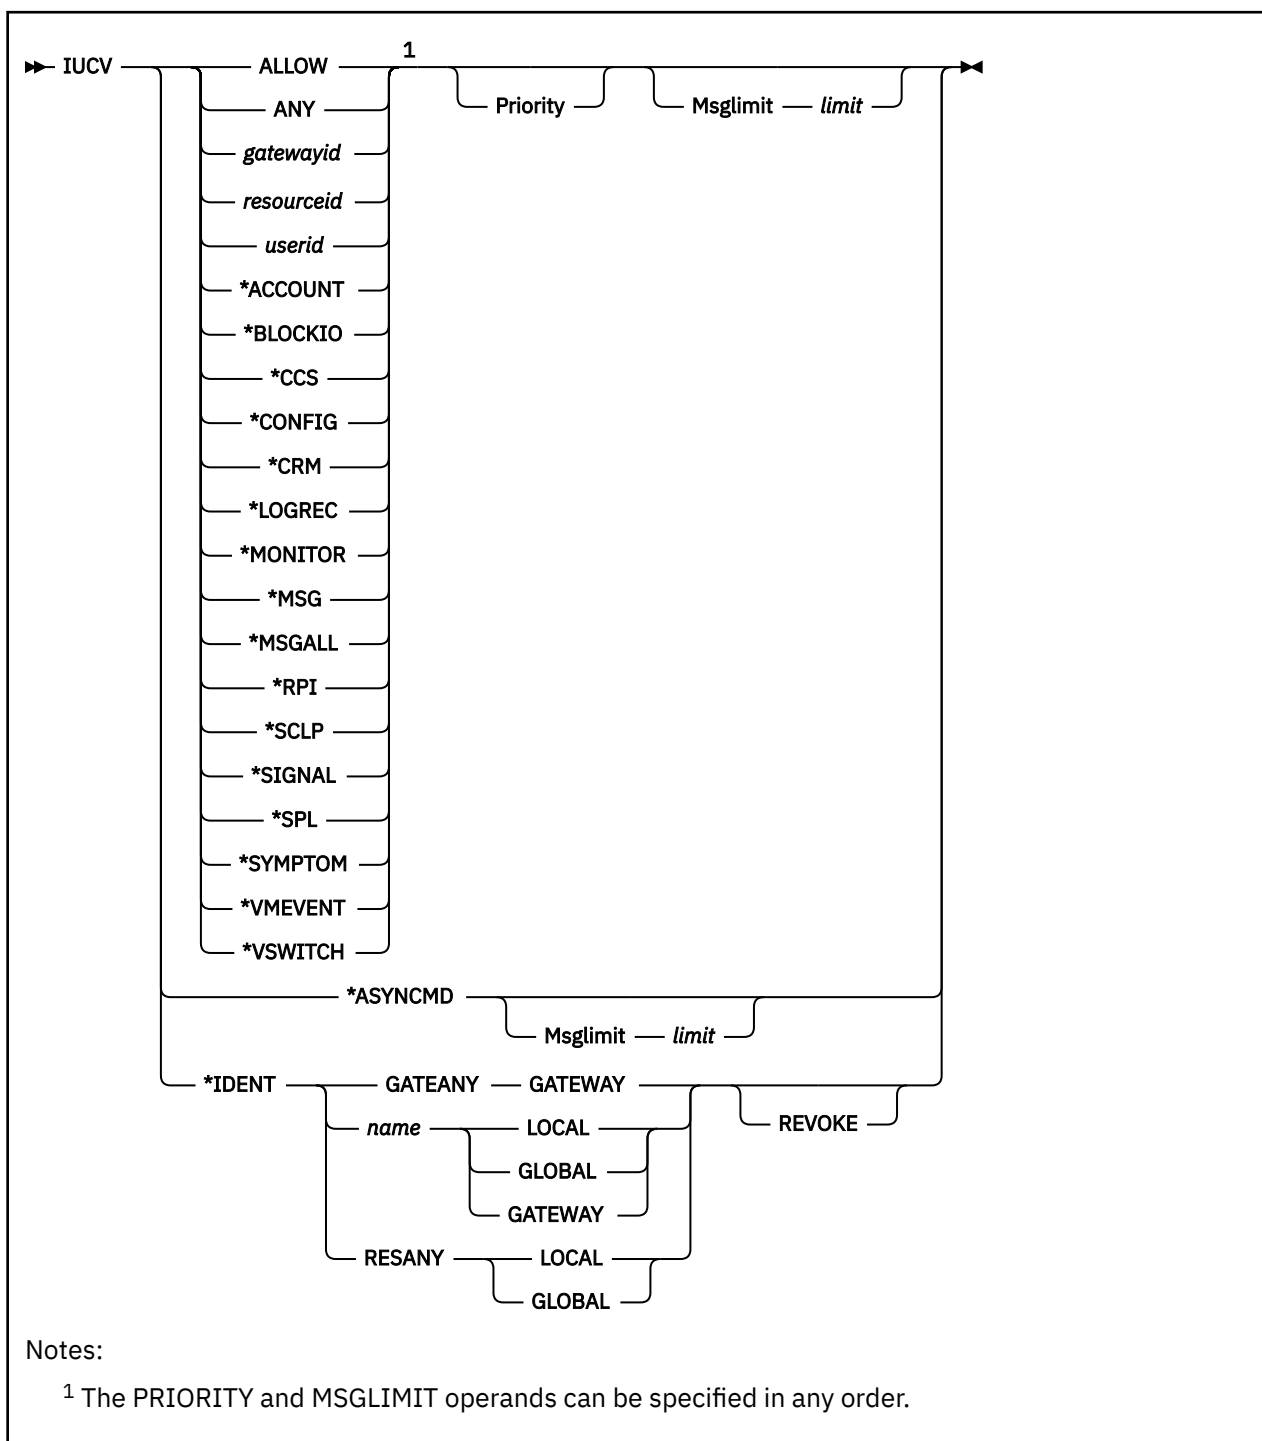 IUCV ALLOW 1
Priority Msglimit limit
ANY
gatewayid
resourceid
userid
*ACCOUNT
*BLOCKIO
*CCS
*CONFIG
*CRM
*LOGREC
*MONITOR
*MSG
*MSGALL
*RPI
*SCLP
*SIGNAL
*SPL
*SYMPTOM
*VMEVENT
*VSWITCH
*ASYNCMD
Msglimit limit
*IDENT GATEANY GATEWAY
REVOKE
name LOCAL
GLOBAL
GATEWAY
RESANY LOCAL
GLOBAL
Notes:
1 The PRIORITY and MSGLIMIT operands can be specified in any order.